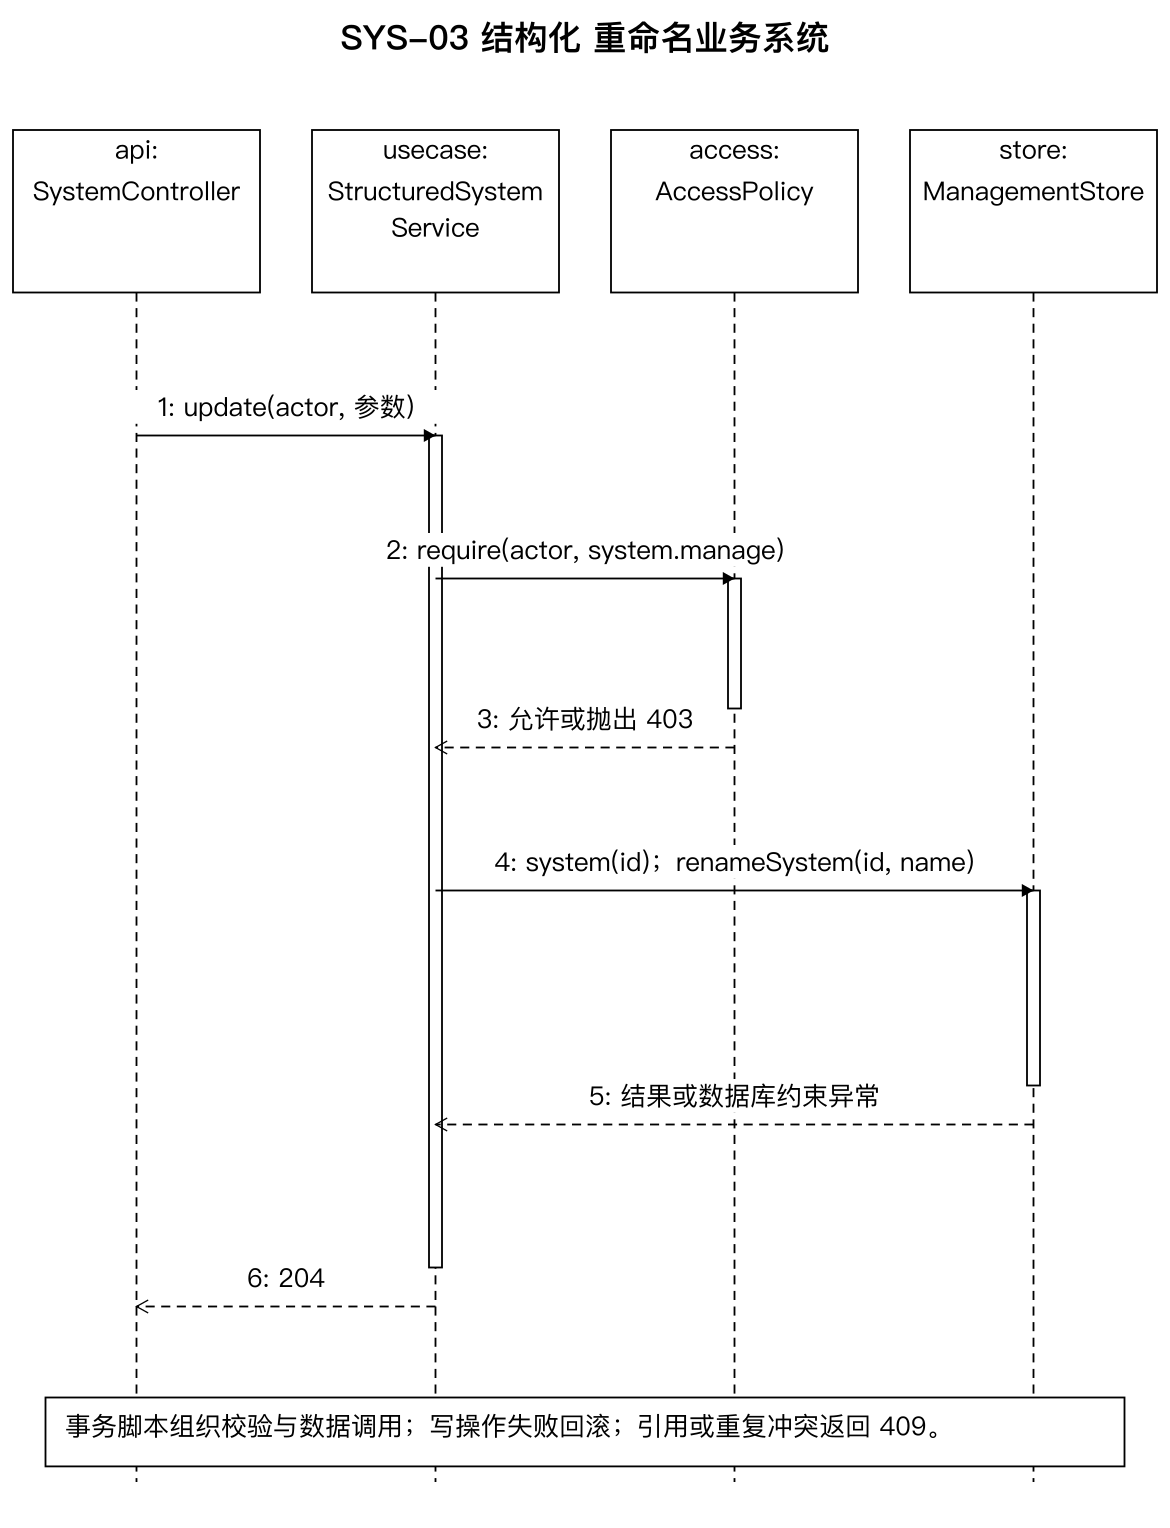 SYS–03 结构化 重命名业务系统
api:
SystemController
usecase:
StructuredSystem
Service
access:
AccessPolicy
store:
ManagementStore
1: update(actor, 参数)
2: require(actor, system.manage)
3: 允许或抛出 403
4: system(id)；renameSystem(id, name)
5: 结果或数据库约束异常
6: 204
事务脚本组织校验与数据调用；写操作失败回滚；引用或重复冲突返回 409。